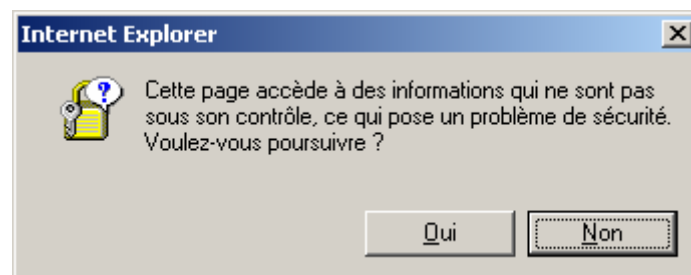 Internet Explorer
Cette page accède à des informations qui ne sont pas
sous son contrôle, ce qui pose un problème de sécurité.
Voulez-vous poursuivre ?
Oui
Non